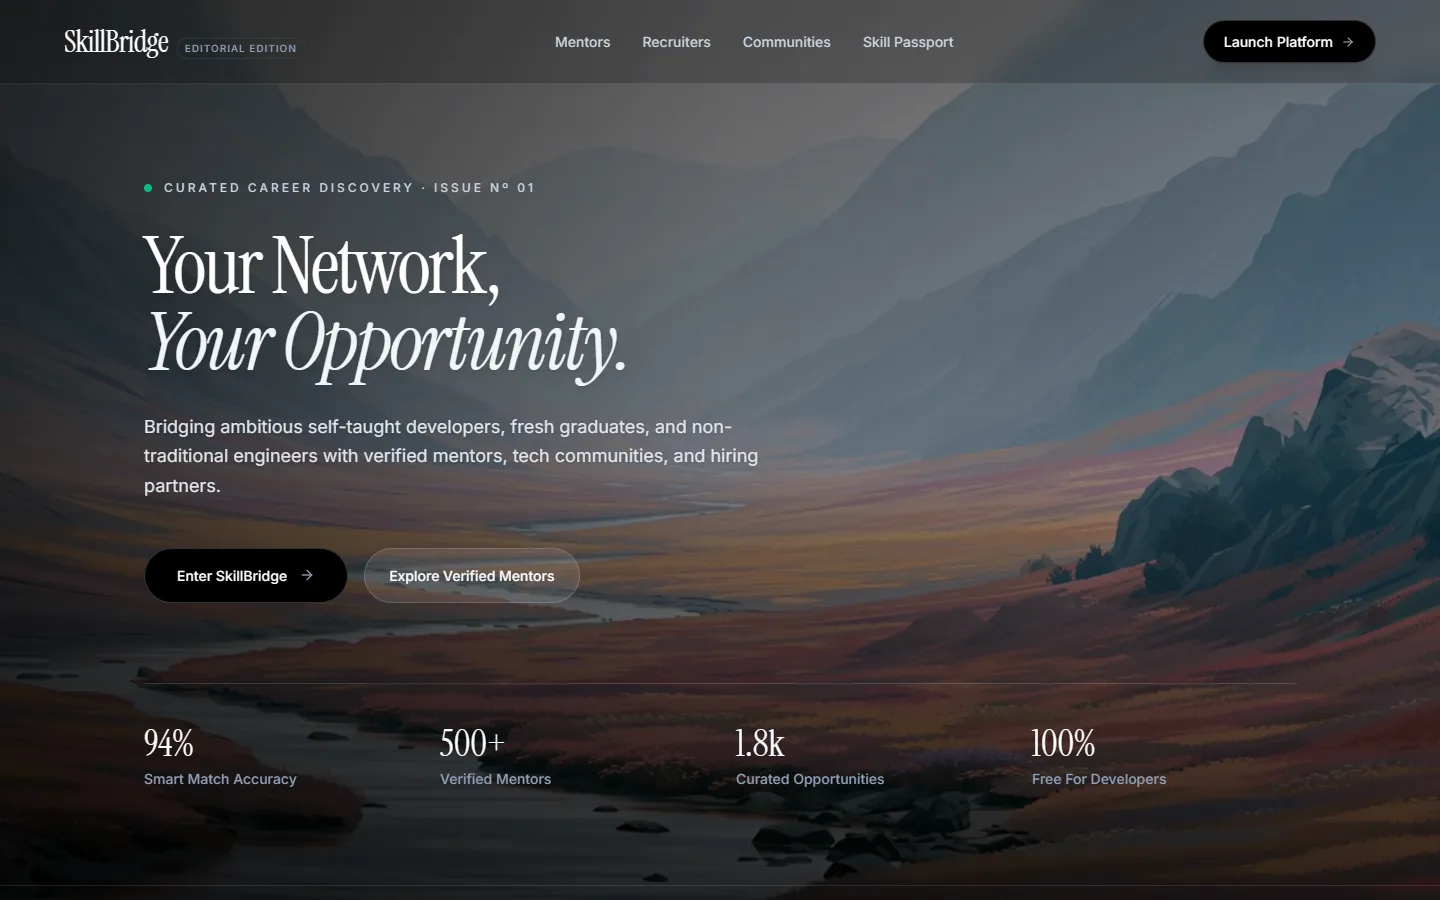 SkillBridge
EDITORIAL EDITION
Mentors
Recruiters
Communities
Skill Passport
Launch Platform →
CURATED CAREER DISCOVERY · ISSUE Nº 01
Your Network,
Your Opportunity.
Bridging ambitious self-taught developers, fresh graduates, and non-
traditional engineers with verified mentors, tech communities, and hiring
partners.
Enter SkillBridge →
Explore Verified Mentors
94%
Smart Match Accuracy
500+
Verified Mentors
1.8k
Curated Opportunities
100%
Free For Developers